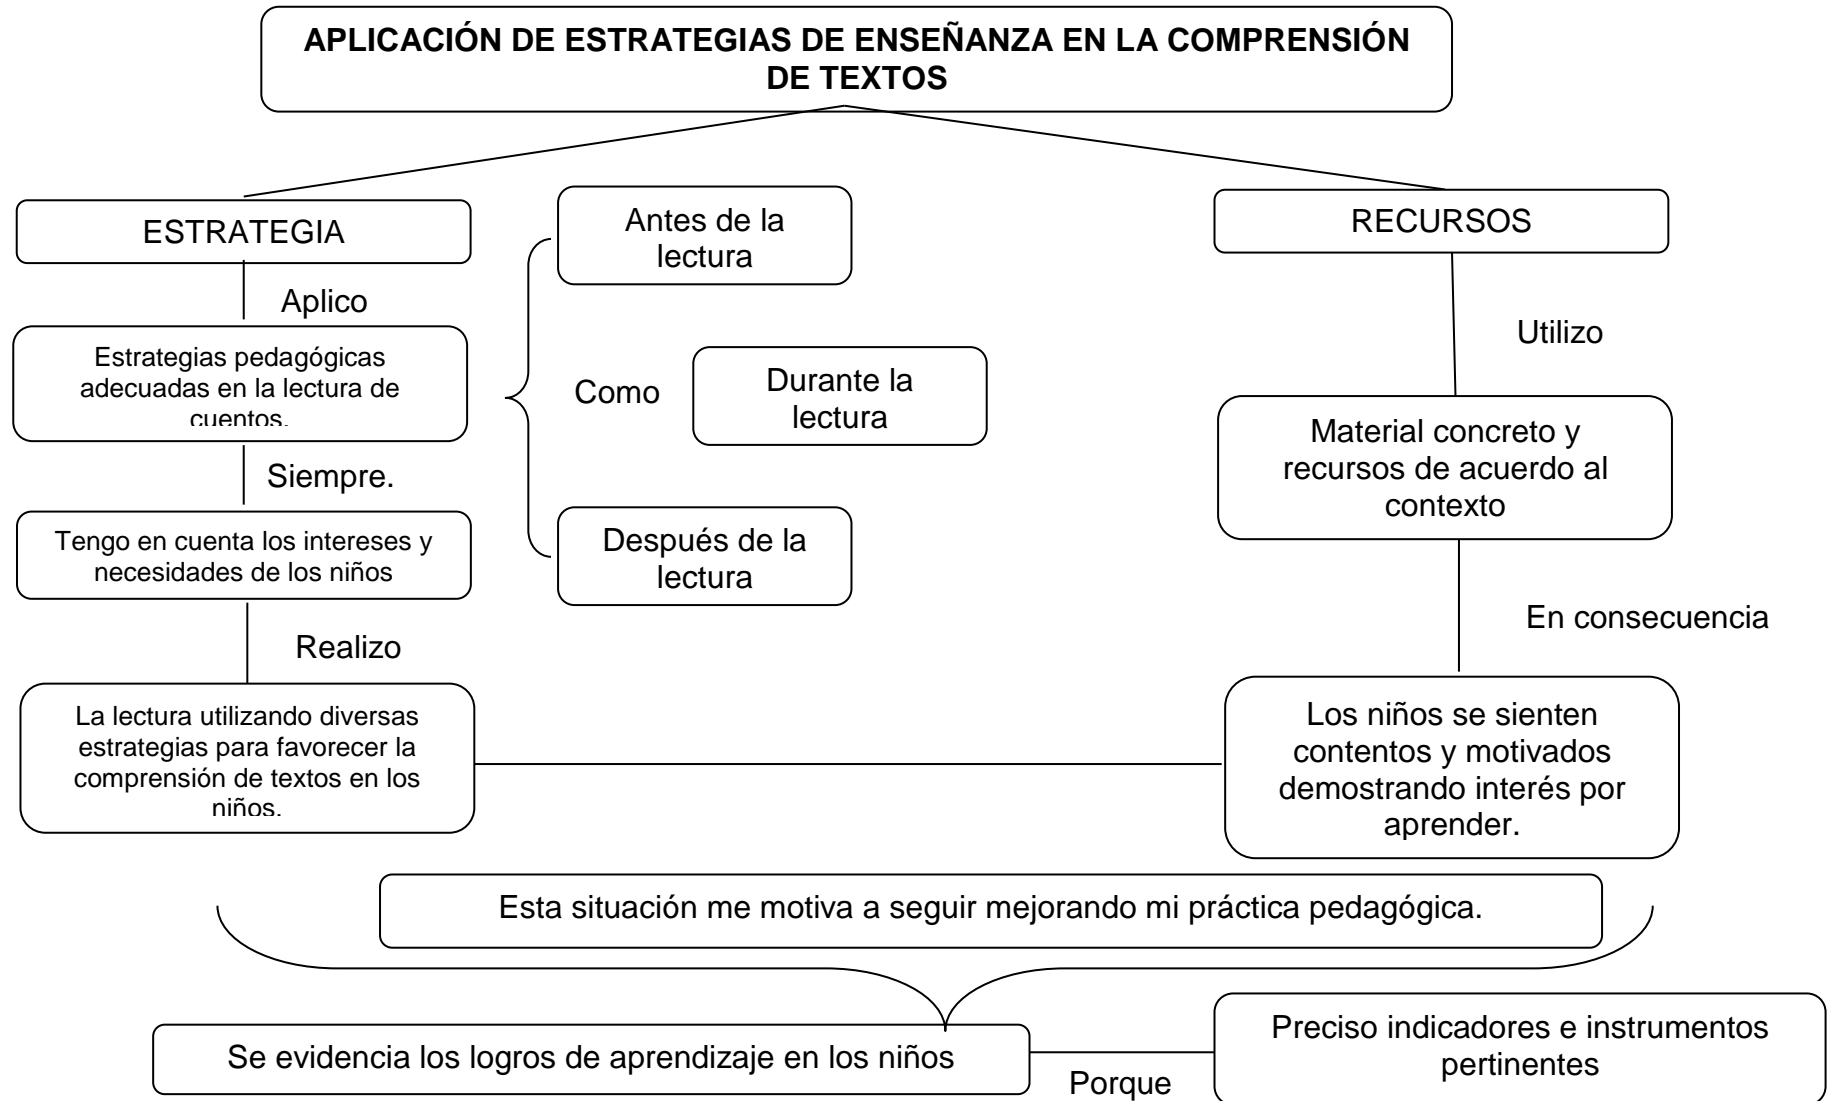 APLICACIÓN DE ESTRATEGIAS DE ENSEÑANZA EN LA COMPRENSIÓN
DE TEXTOS
ESTRATEGIA
Aplico
Estrategias pedagógicas
adecuadas en la lectura de
cuentos.
Siempre.
Tengo en cuenta los intereses y
necesidades de los niños
Realizo
La lectura utilizando diversas
estrategias para favorecer la
comprensión de textos en los
niños.
Como
Antes de la
lectura
Durante la
lectura
Después de la
lectura
RECURSOS
Utilizo
Material concreto y
recursos de acuerdo al
contexto
En consecuencia
Los niños se sienten
contentos y motivados
demostrando interés por
aprender.
Esta situación me motiva a seguir mejorando mi práctica pedagógica.
Se evidencia los logros de aprendizaje en los niños
Porque
Preciso indicadores e instrumentos
pertinentes